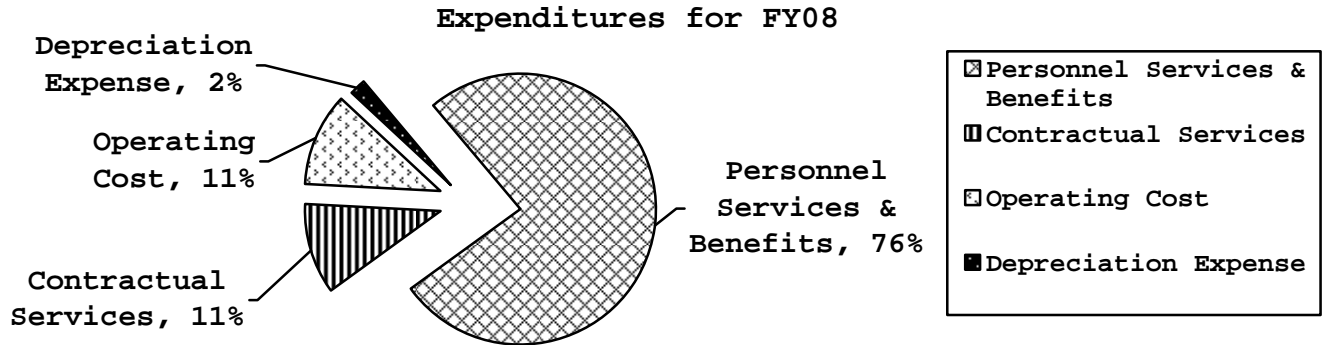 Expenditures for FY08
Depreciation
Expense, 2%
Operating
Cost, 11%
Contractual
Services, 11%
Personnel
Services &
Benefits, 76%
Personnel Services &
Benefits
Contractual Services
Operating Cost
Depreciation Expense